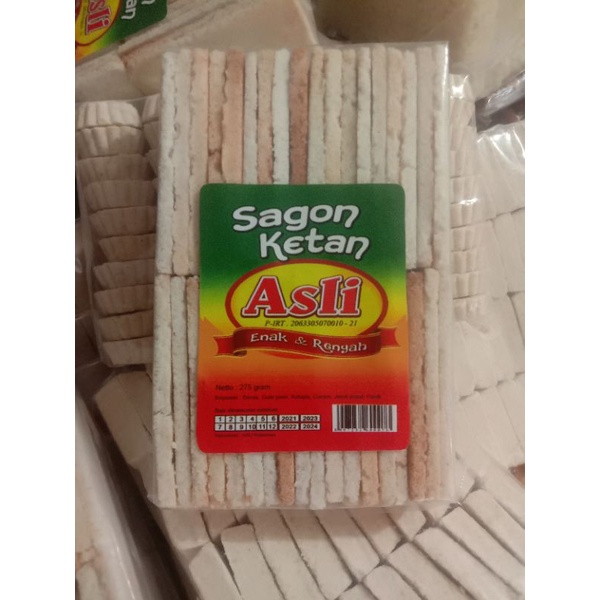 Sagon
Ketan
Asli
P-IRT. 2063305070010 - 21
Enak & Renyah
Netto : 275 gram
1 2 3 4 5 6 2021 2023
7 8 9 10 11 12 2022 2024
asli